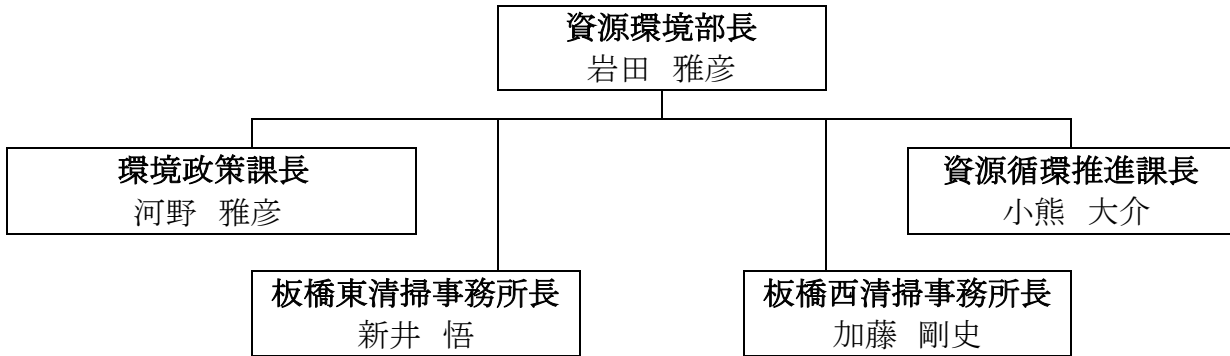 資源環境部長
岩田 雅彦
環境政策課長
河野 雅彦
資源循環推進課長
小熊 大介
板橋東清掃事務所長
新井 悟
板橋西清掃事務所長
加藤 剛史